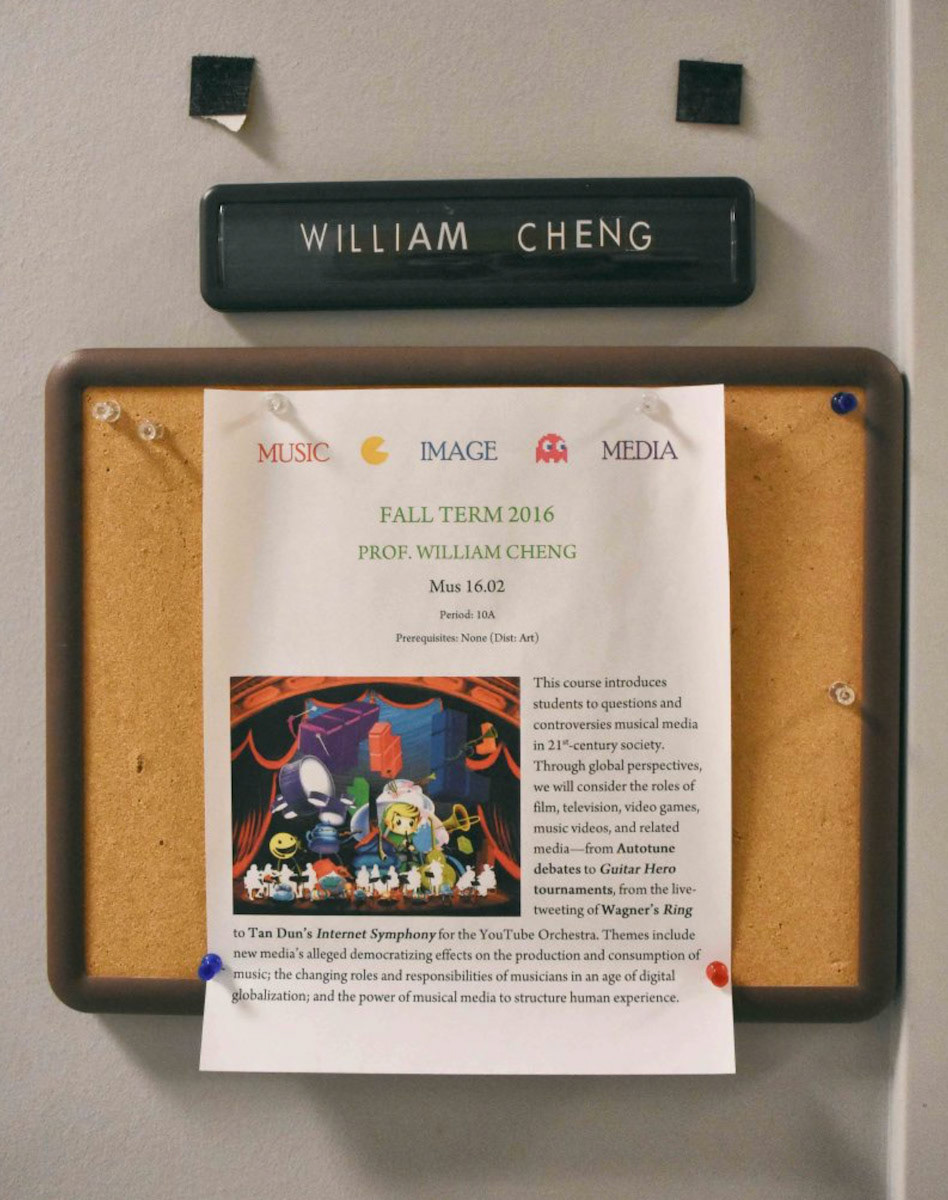 WILLIAM CHENG
MUSIC IMAGE MEDIA
FALL TERM 2016
PROF. WILLIAM CHENG
Mus 16.02
Period: 10A
Prerequisites: None (Dist: Art)
This course introduces
students to questions and
controversies musical media
in 21st-century society.
Through global perspectives,
we will consider the roles of
film, television, video games,
music videos, and related
media—from Autotune
debates to Guitar Hero
tournaments, from the live-
tweeting of Wagner's Ring
to Tan Dun's Internet Symphony for the YouTube Orchestra. Themes include
new media's alleged democratizing effects on the production and consumption of
music; the changing roles and responsibilities of musicians in an age of digital
globalization; and the power of musical media to structure human experience.